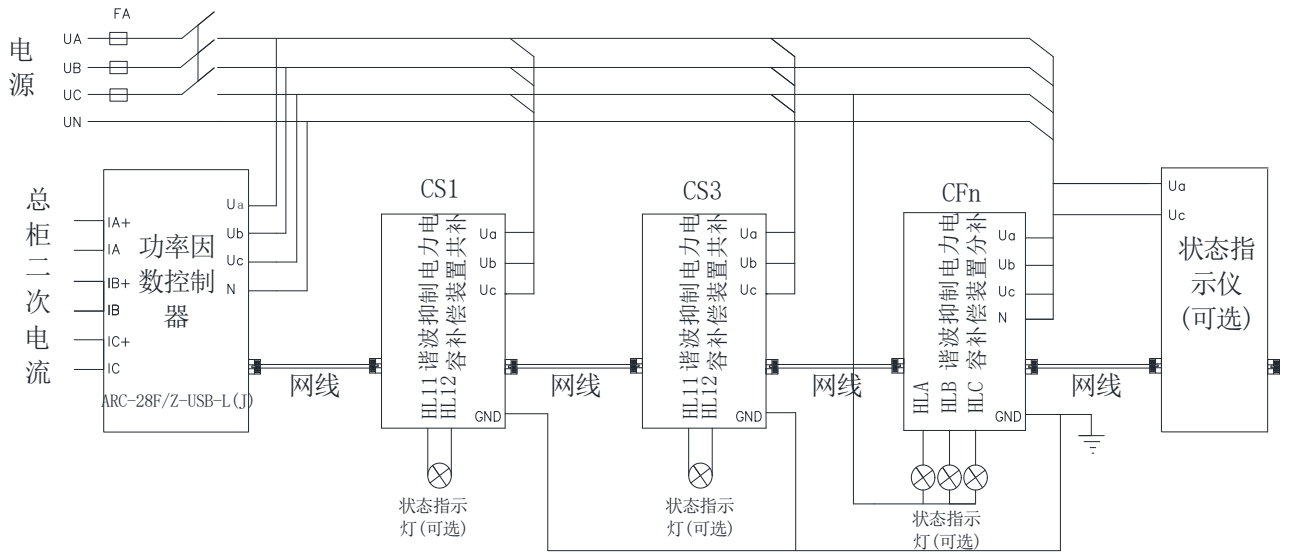 FA
电
源
UA
UB
UC
UN
总
柜
二
次
电
流
IA+
IA
IB+
IB
IC+
IC
Ua
Ub
Uc
N
功率因
数控制
器
ARC-28F/Z-USB-L(J)
网线
CS1
谐波抑制电力电
容补偿装置共补
Ua
Ub
Uc
HL11
HL12
GND
状态指示
灯(可选)
网线
CS3
谐波抑制电力电
容补偿装置共补
Ua
Ub
Uc
HL11
HL12
GND
状态指示
灯(可选)
网线
CFn
谐波抑制电力电
容补偿装置分补
Ua
Ub
Uc
N
HLA
HLB
HLC
GND
状态指示
灯(可选)
网线
Ua
Uc
状态指
示仪
(可选)